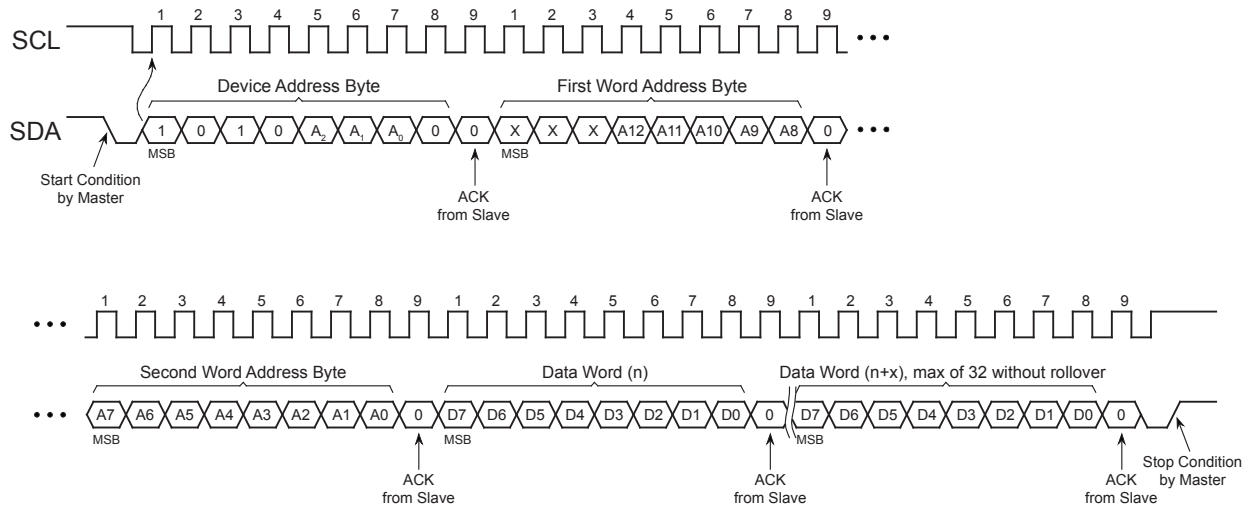 1 2 3 4 5 6 7 8 9 1 2 3 4 5 6 7 8 9
SCL
Device Address Byte First Word Address Byte
SDA 1 0 1 0 A2 A1 A0 0 0 X X X A12 A11 A10 A9 A8 0
MSB MSB
Start Condition
by Master
ACK
from Slave
ACK
from Slave
1 2 3 4 5 6 7 8 9 1 2 3 4 5 6 7 8 9 1 2 3 4 5 6 7 8 9
Second Word Address Byte Data Word (n) Data Word (n+x), max of 32 without rollover
A7 A6 A5 A4 A3 A2 A1 A0 0 D7 D6 D5 D4 D3 D2 D1 D0 0 D7 D6 D5 D4 D3 D2 D1 D0 0
MSB MSB MSB
ACK
from Slave
ACK
from Slave
ACK
from Slave
Stop Condition
by Master